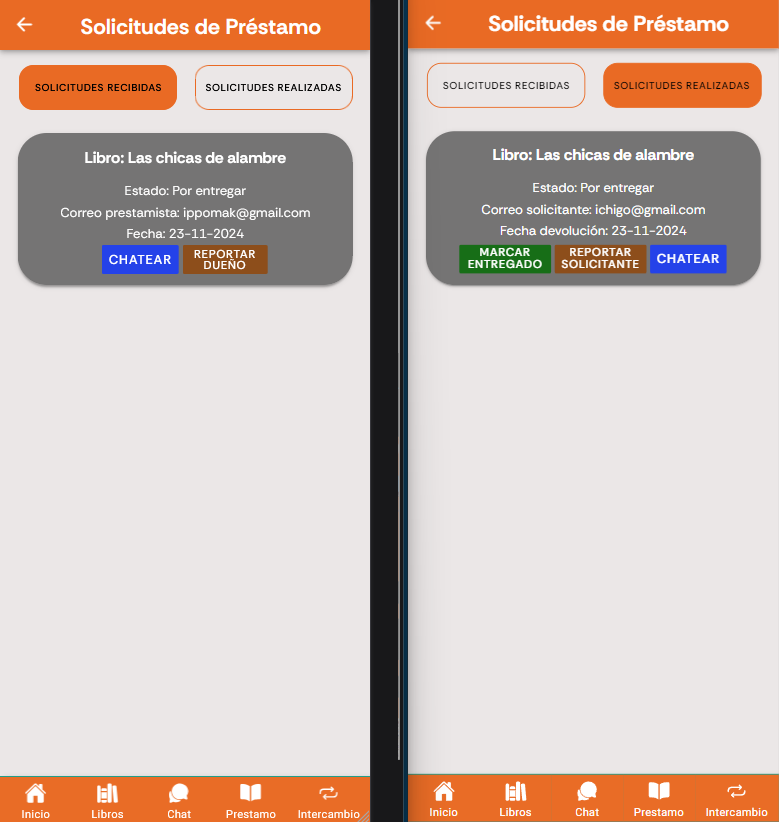 Solicitudes de Préstamo
SOLICITUDES RECIBIDAS
SOLICITUDES REALIZADAS
Libro: Las chicas de alambre
Estado: Por entregar
Correo prestamista: ippomak@gmail.com
Fecha: 23-11-2024
CHATEAR
REPORTAR
DUEÑO
Inicio
Libros
Chat
Prestamo
Intercambio
Solicitudes de Préstamo
SOLICITUDES RECIBIDAS
SOLICITUDES REALIZADAS
Libro: Las chicas de alambre
Estado: Por entregar
Correo solicitante: ichigo@gmail.com
Fecha devolución: 23-11-2024
MARCAR
ENTREGADO
REPORTAR
SOLICITANTE
CHATEAR
Inicio
Libros
Chat
Prestamo
Intercambio